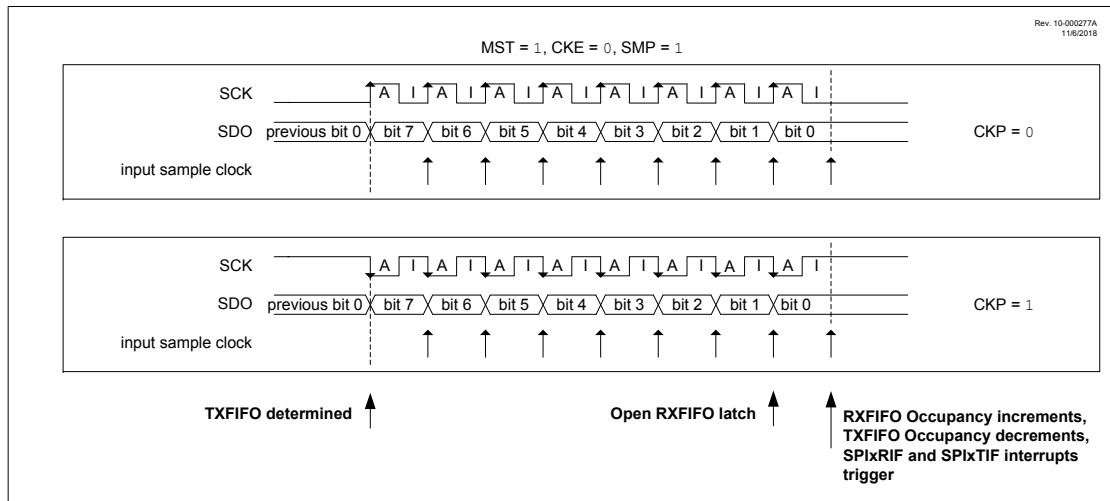 Rev. 10-000277A
11/6/2018
MST = 1, CKE = 0, SMP = 1
SCK A I A I A I A I A I A I A I A I
SDO previous bit 0 bit 7 bit 6 bit 5 bit 4 bit 3 bit 2 bit 1 bit 0 CKP = 0
input sample clock
SCK A I A I A I A I A I A I A I A I
SDO previous bit 0 bit 7 bit 6 bit 5 bit 4 bit 3 bit 2 bit 1 bit 0 CKP = 1
input sample clock
TXFIFO determined
Open RXFIFO latch
RXFIFO Occupancy increments,
TXFIFO Occupancy decrements,
SPIxRIF and SPIxTIF interrupts
trigger